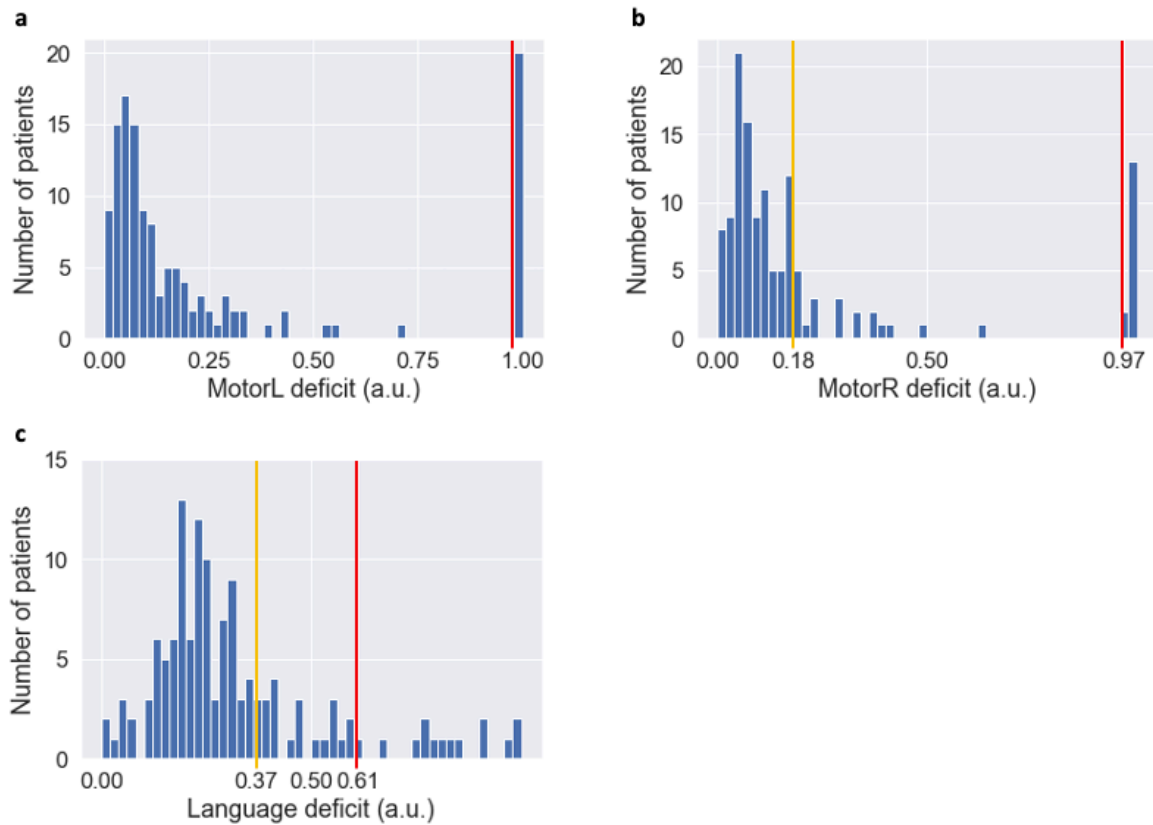 a
20
15
10
5
0
Number of patients
0.00 0.25 0.50 0.75 1.00
MotorL deficit (a.u.)
b
20
15
10
5
0
Number of patients
0.00 0.18 0.50 0.97
MotorR deficit (a.u.)
c
15
10
5
0
Number of patients
0.00 0.37 0.50 0.61
Language deficit (a.u.)